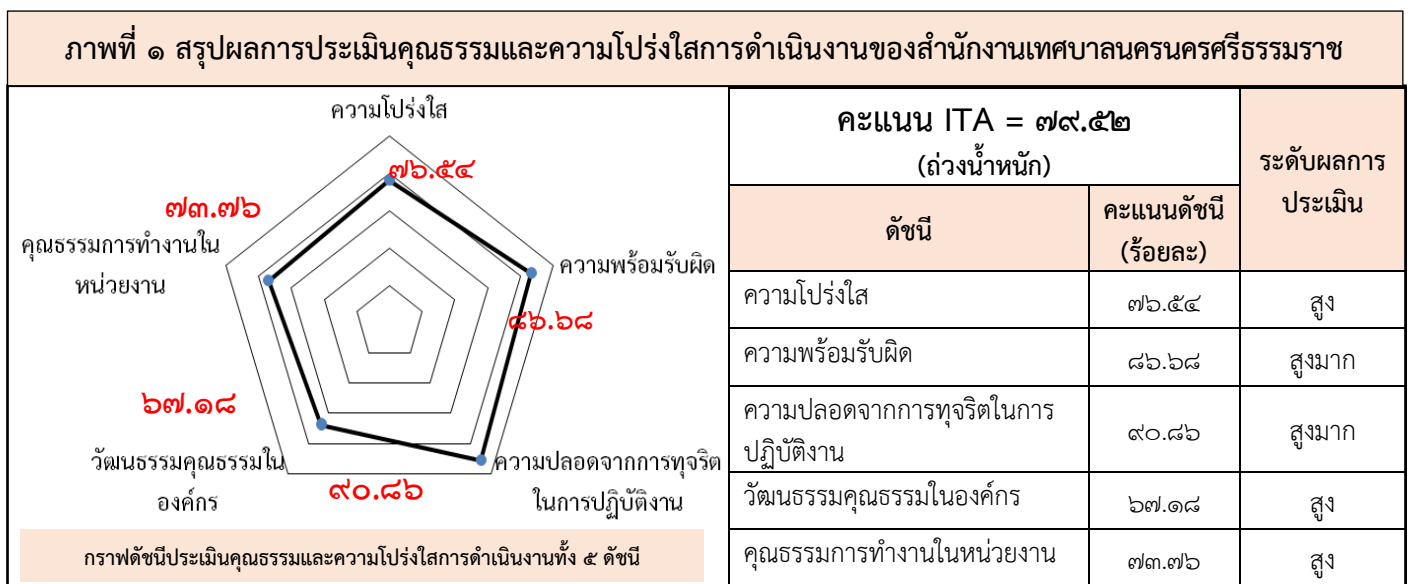 ภาพที่ ๑ สรุปผลการประเมินคุณธรรมและความโปร่งใสการดำเนินงานของสำนักงานเทศบาลนครนครศรีธรรมราช
ความโปร่งใส
๗๖.๕๔
๗๓.๗๖
คุณธรรมการทำงานใน
หน่วยงาน
ความพร้อมรับผิด
๘๖.๖๘
๖๗.๑๘
วัฒนธรรมคุณธรรมใน
องค์กร
๙๐.๘๖
ความปลอดจากการทุจริต
ในการปฏิบัติงาน
กราฟดัชนีประเมินคุณธรรมและความโปร่งใสการดำเนินงานทั้ง ๕ ดัชนี
คะแนน ITA = ๗๙.๕๒
(ถ่วงน้ำหนัก)
ระดับผลการ
ประเมิน
ดัชนี
คะแนนดัชนี
(ร้อยละ)
ความโปร่งใส ๗๖.๕๔ สูง
ความพร้อมรับผิด ๘๖.๖๘ สูงมาก
ความปลอดจากการทุจริตในการ
ปฏิบัติงาน ๙๐.๘๖ สูงมาก
วัฒนธรรมคุณธรรมในองค์กร ๖๗.๑๘ สูง
คุณธรรมการทำงานในหน่วยงาน ๗๓.๗๖ สูง